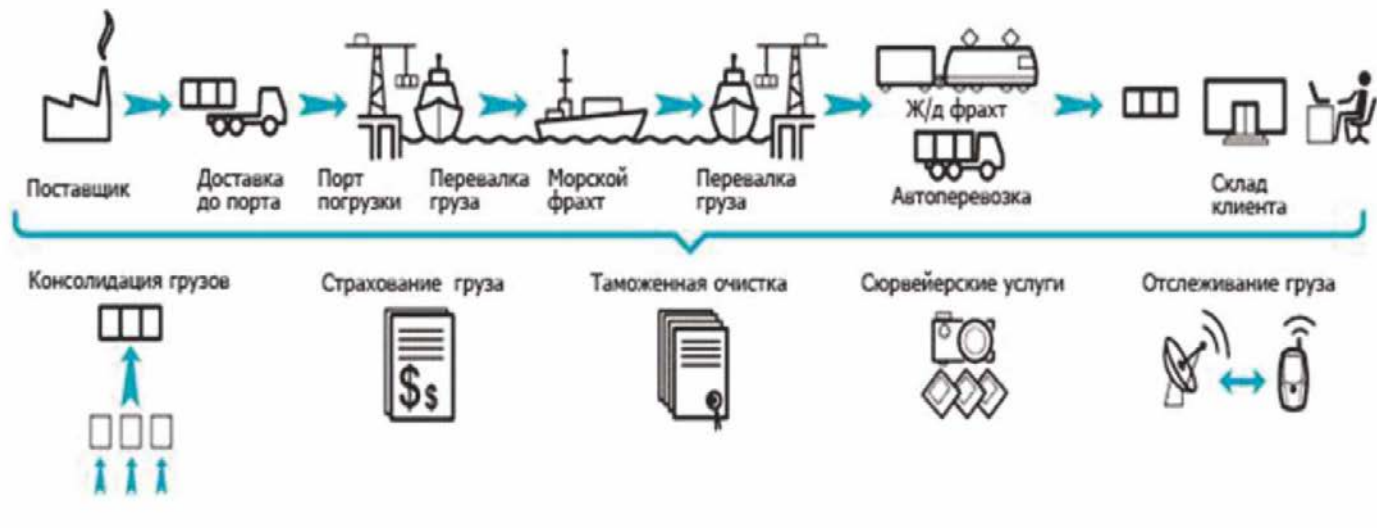 Поставщик
Доставка
до порта
Порт
погрузки
Перевалка
груза
Морской
фрахт
Перевалка
груза
Ж/д фрахт
Автоперевозка
Склад
клиента
Консолидация грузов
Страхование груза
$s
Таможенная очистка
Сюрвейерские услуги
Отслеживание груза